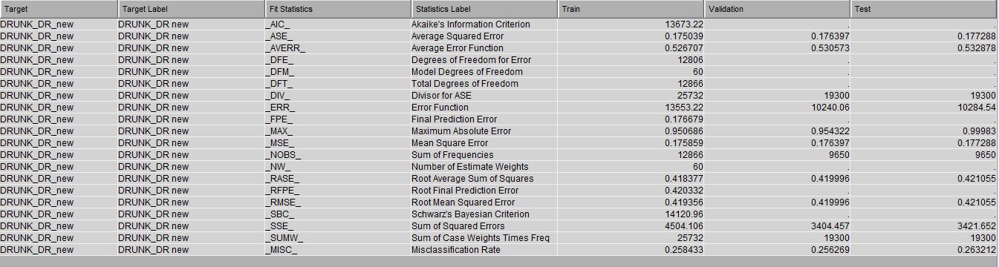 Target Target Label Fit Statistics Statistics Label Train Validation Test
DRUNK_DR_new DRUNK_DR new _AIC_ Akaike's Information Criterion 13673.22 . .
DRUNK_DR_new DRUNK_DR new _ASE_ Average Squared Error 0.175039 0.176397 0.177288
DRUNK_DR_new DRUNK_DR new _AVERR_ Average Error Function 0.526707 0.530573 0.532878
DRUNK_DR_new DRUNK_DR new _DFE_ Degrees of Freedom for Error 12806 . .
DRUNK_DR_new DRUNK_DR new _DFM_ Model Degrees of Freedom 60 . .
DRUNK_DR_new DRUNK_DR new _DFT_ Total Degrees of Freedom 12866 . .
DRUNK_DR_new DRUNK_DR new _DIV_ Divisor for ASE 25732 19300 19300
DRUNK_DR_new DRUNK_DR new _ERR_ Error Function 13553.22 10240.06 10284.54
DRUNK_DR_new DRUNK_DR new _FPE_ Final Prediction Error 0.176679 . .
DRUNK_DR_new DRUNK_DR new _MAX_ Maximum Absolute Error 0.950686 0.954322 0.99983
DRUNK_DR_new DRUNK_DR new _MSE_ Mean Square Error 0.175859 0.176397 0.177288
DRUNK_DR_new DRUNK_DR new _NOBS_ Sum of Frequencies 12866 9650 9650
DRUNK_DR_new DRUNK_DR new _NW_ Number of Estimate Weights 60 . .
DRUNK_DR_new DRUNK_DR new _RASE_ Root Average Sum of Squares 0.418377 0.419996 0.421055
DRUNK_DR_new DRUNK_DR new _RFPE_ Root Final Prediction Error 0.420332 . .
DRUNK_DR_new DRUNK_DR new _RMSE_ Root Mean Squared Error 0.419356 0.419996 0.421055
DRUNK_DR_new DRUNK_DR new _SBC_ Schwarz's Bayesian Criterion 14120.96 . .
DRUNK_DR_new DRUNK_DR new _SSE_ Sum of Squared Errors 4504.106 3404.457 3421.652
DRUNK_DR_new DRUNK_DR new _SUMW_ Sum of Case Weights Times Freq 25732 19300 19300
DRUNK_DR_new DRUNK_DR new _MISC_ Misclassification Rate 0.258433 0.256269 0.263212